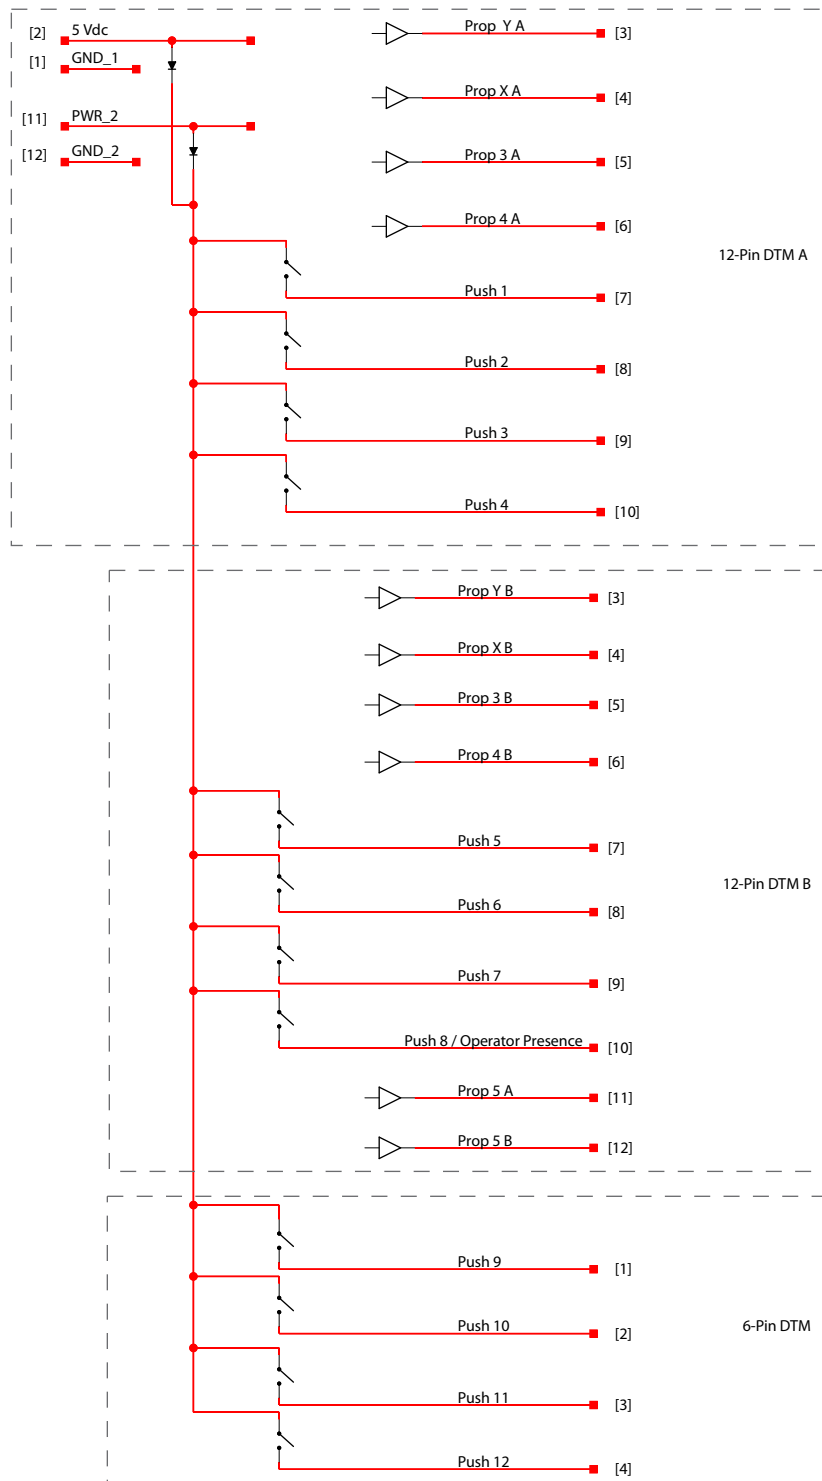 [2] 5 Vdc
[1] GND_1
[11] PWR_2
[12] GND_2
Prop Y A [3]
Prop X A [4]
Prop 3 A [5]
Prop 4 A [6]
12-Pin DTM A
Push 1 [7]
Push 2 [8]
Push 3 [9]
Push 4 [10]
Prop Y B [3]
Prop X B [4]
Prop 3 B [5]
Prop 4 B [6]
Push 5 [7]
12-Pin DTM B
Push 6 [8]
Push 7 [9]
Push 8 / Operator Presence [10]
Prop 5 A [11]
Prop 5 B [12]
Push 9 [1]
Push 10 [2]
6-Pin DTM
Push 11 [3]
Push 12 [4]